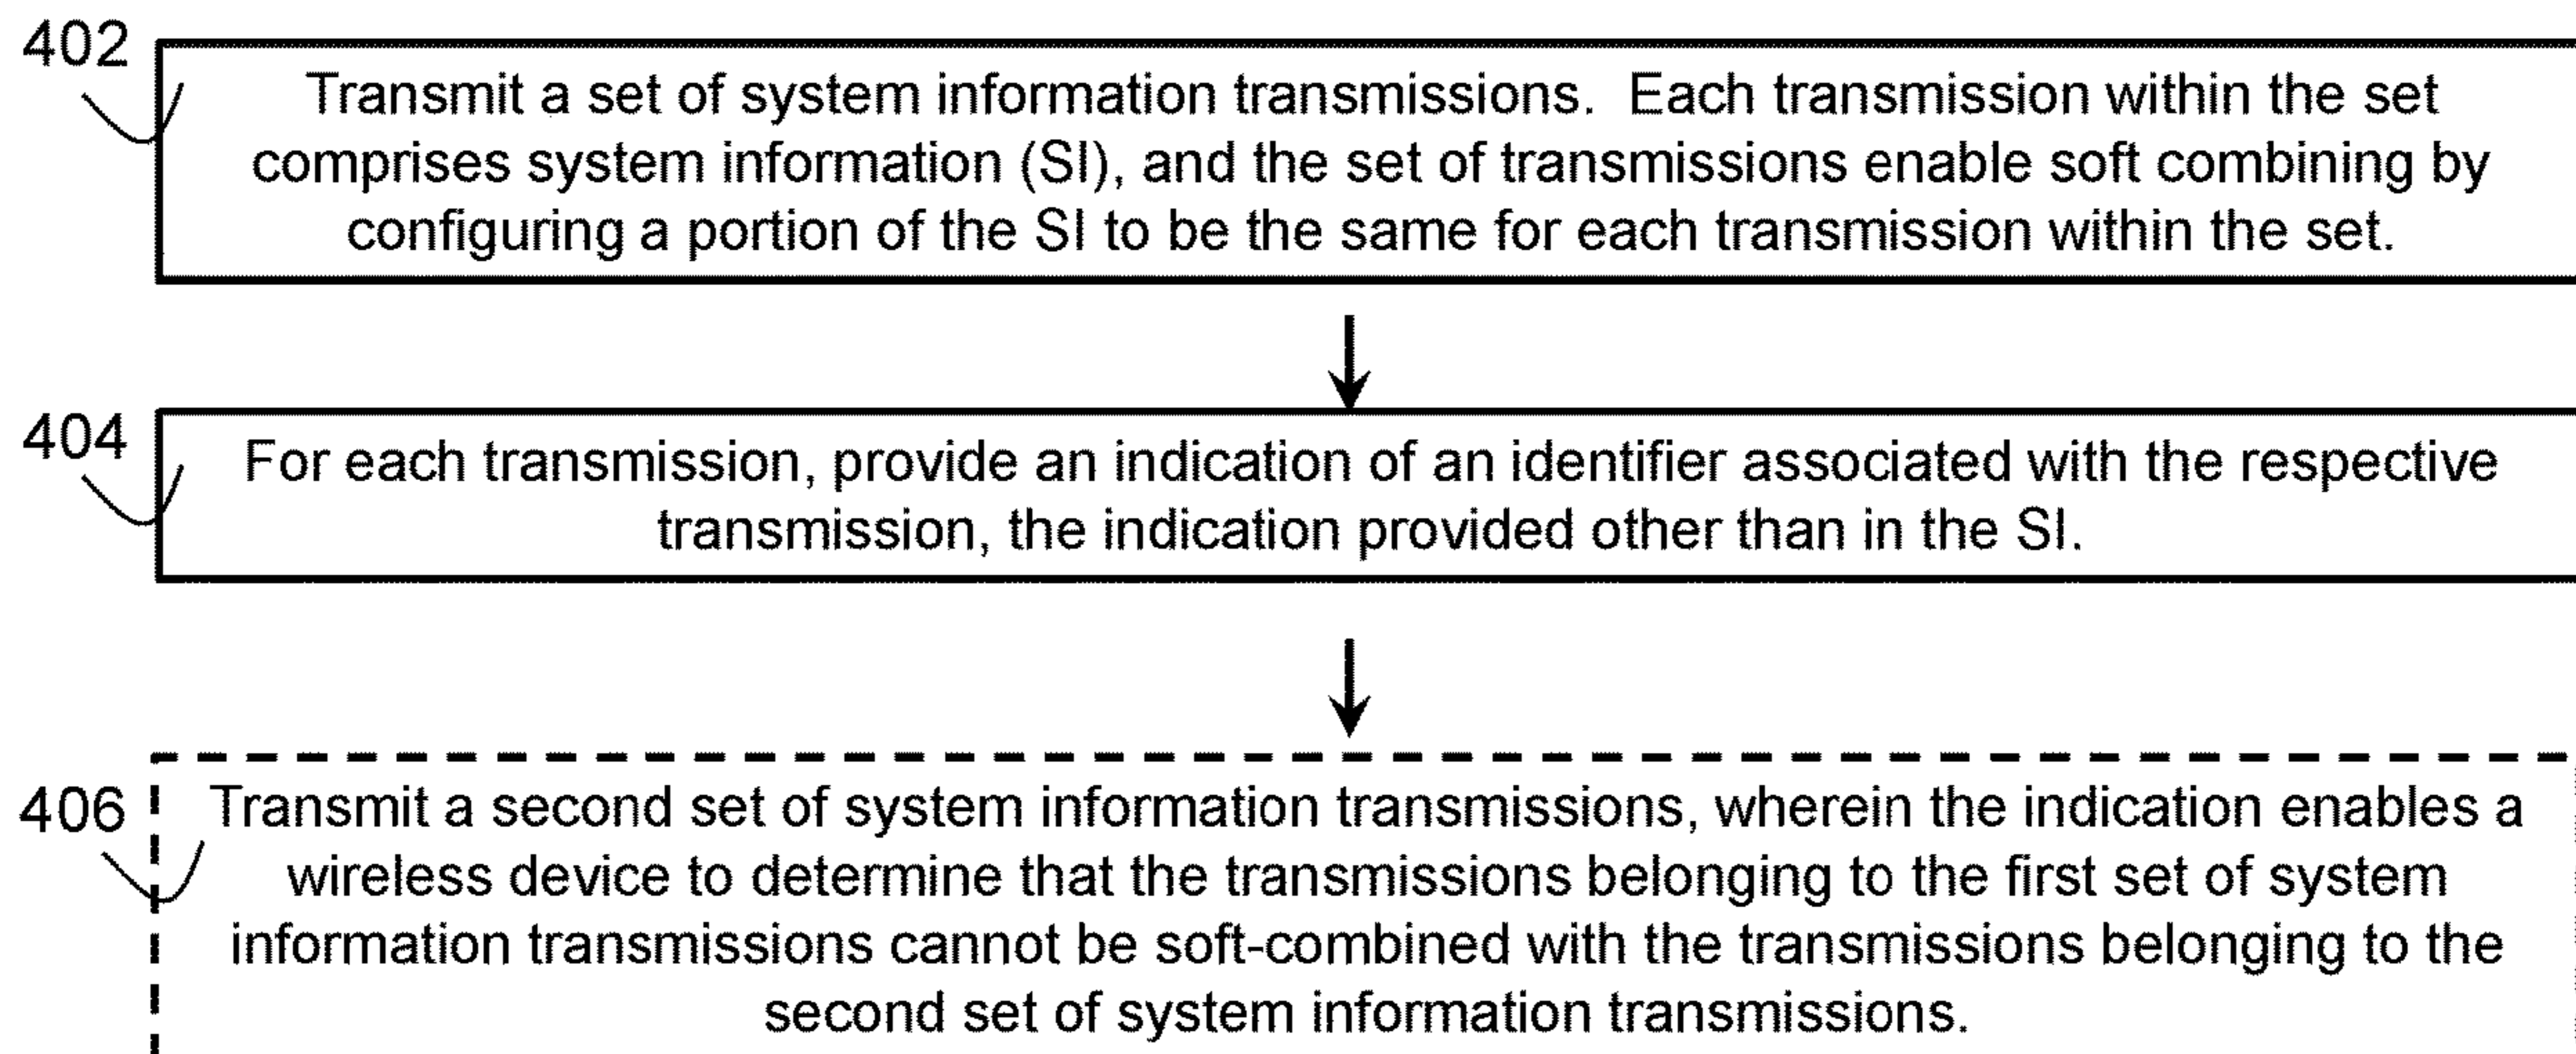 402
Transmit a set of system information transmissions. Each transmission within the set
comprises system information (SI), and the set of transmissions enable soft combining by
configuring a portion of the SI to be the same for each transmission within the set.
404
For each transmission, provide an indication of an identifier associated with the respective
transmission, the indication provided other than in the SI.
406
Transmit a second set of system information transmissions, wherein the indication enables a
wireless device to determine that the transmissions belonging to the first set of system
information transmissions cannot be soft-combined with the transmissions belonging to the
second set of system information transmissions.